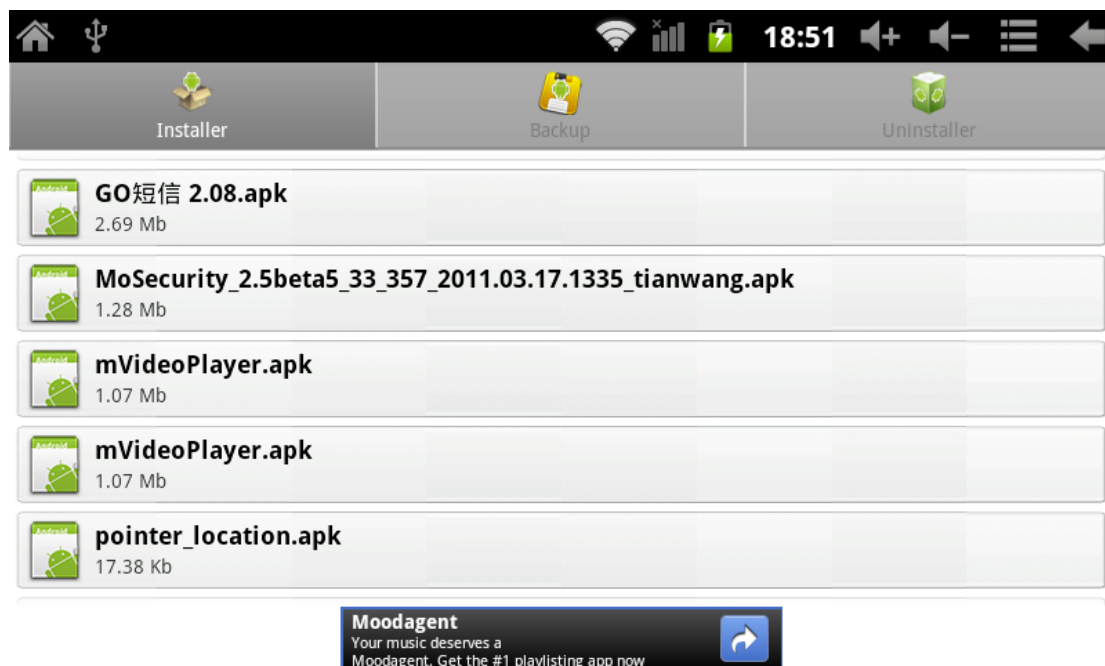 18:51
Installer
Backup
Uninstaller
GO短信 2.08.apk
2.69 Mb
MoSecurity_2.5beta5_33_357_2011.03.17.1335_tianwang.apk
1.28 Mb
mVideoPlayer.apk
1.07 Mb
mVideoPlayer.apk
1.07 Mb
pointer_location.apk
17.38 Kb
Moodagent
Your music deserves a
Moodagent. Get the #1 playlisting app now